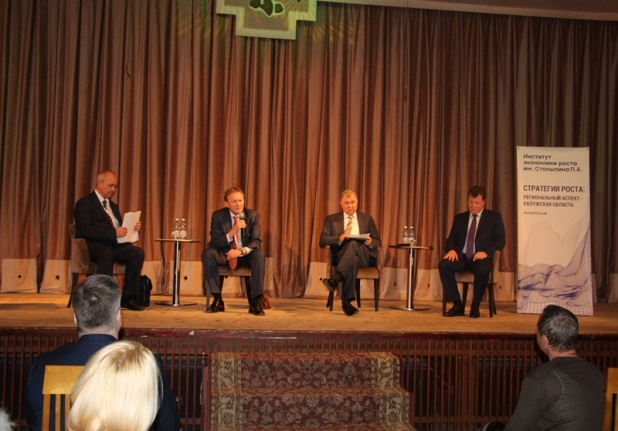 Институт
экономики роста
им. Столыпина П.А.
СТРАТЕГИЯ РОСТА:
РЕГИОНАЛЬНЫЙ АСПЕКТ -
КАЛУЖСКАЯ ОБЛАСТЬ